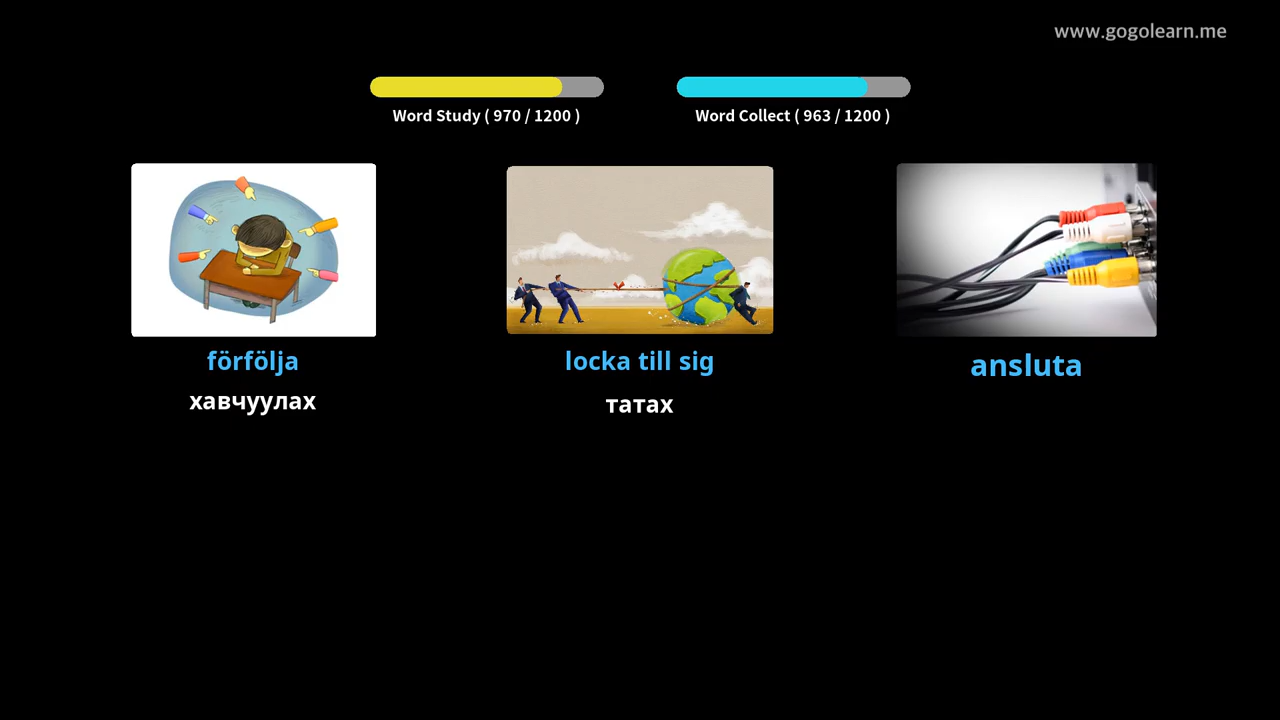 www.gogolearn.me
Word Study ( 970 / 1200 )
Word Collect ( 963 / 1200 )
förfölja
хавчуулах
locka till sig
татах
ansluta